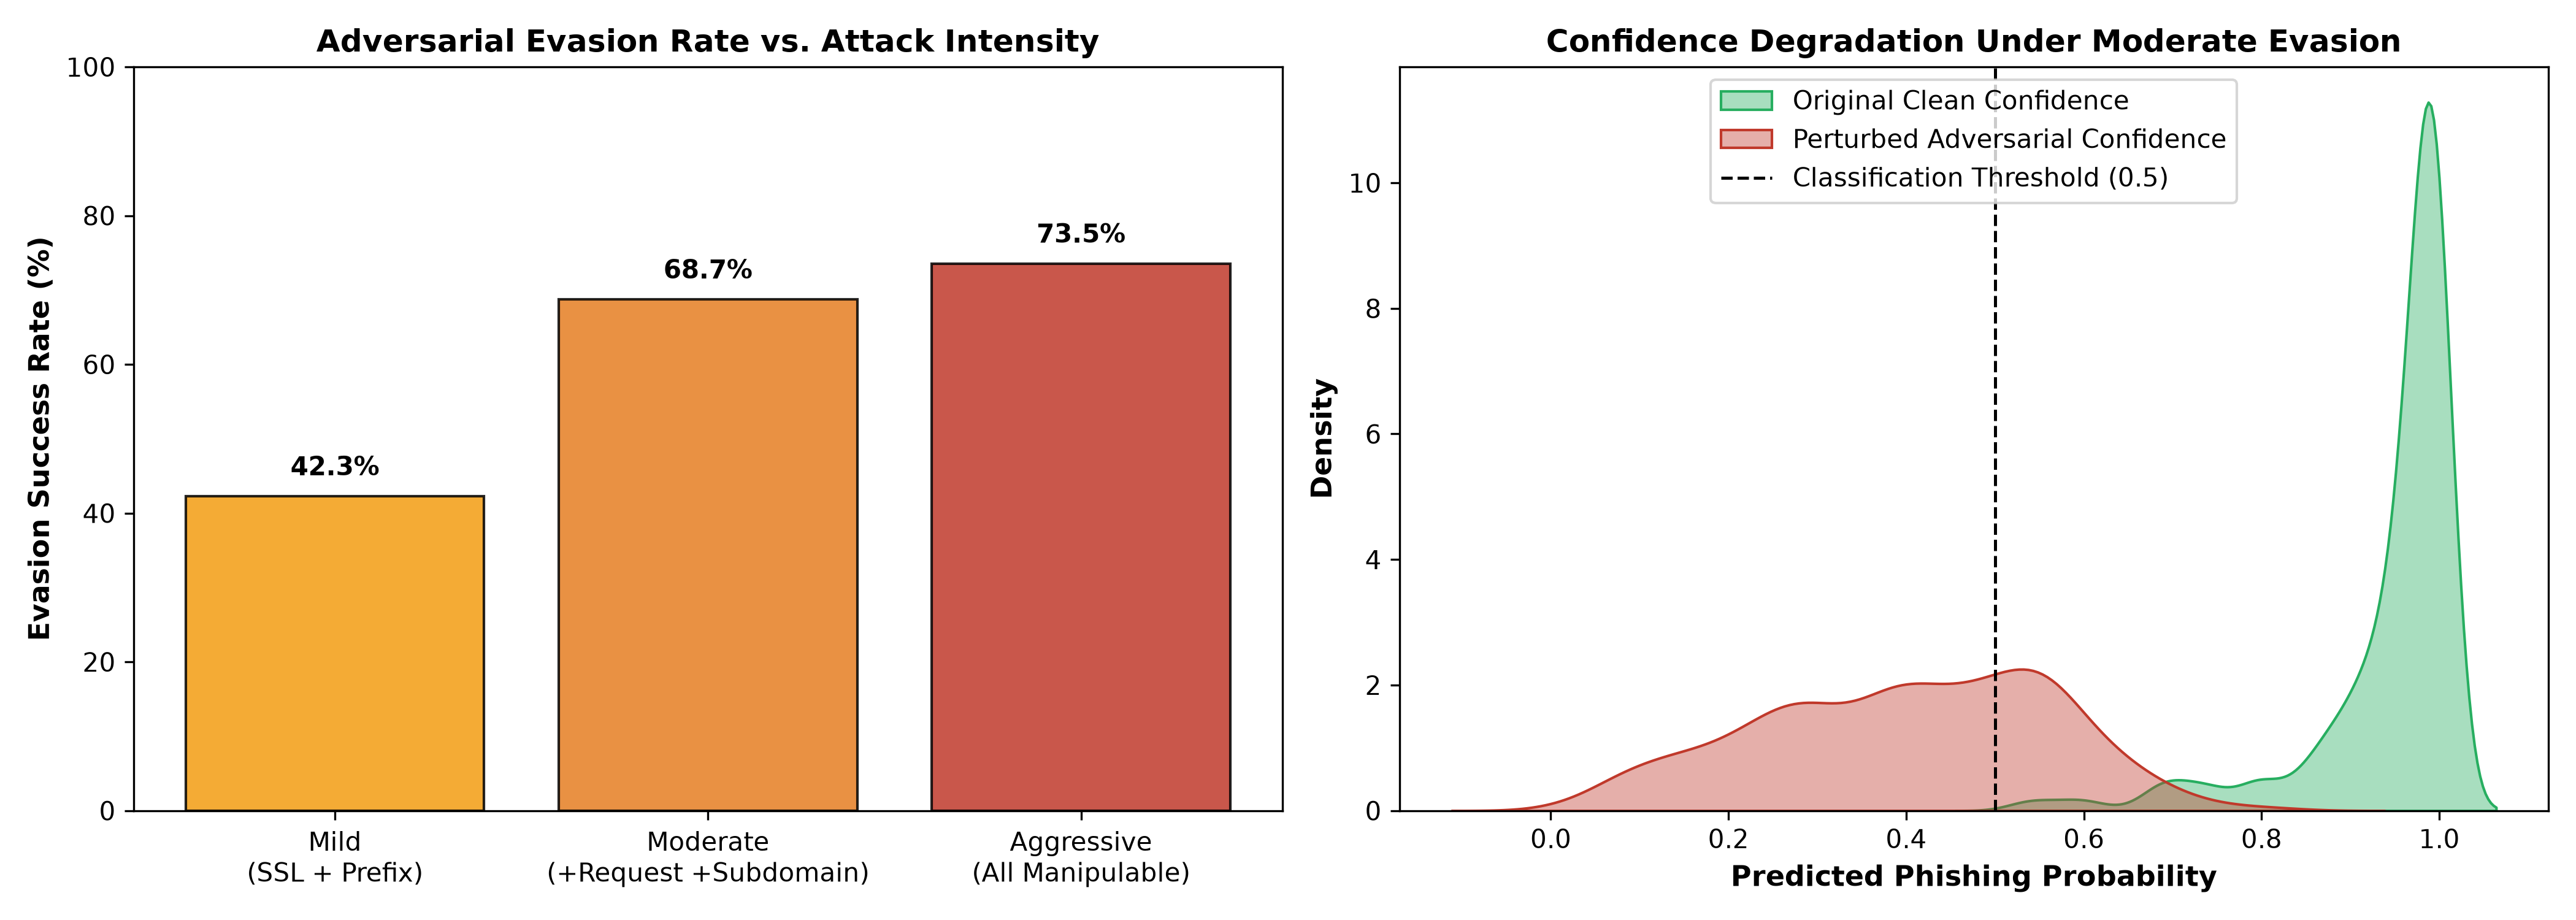 Adversarial Evasion Rate vs. Attack Intensity
Evasion Success Rate (%)
100
80
60
40
20
0
42.3%
68.7%
73.5%
Mild
(SSL + Prefix)
Moderate
(+Request +Subdomain)
Aggressive
(All Manipulable)
Confidence Degradation Under Moderate Evasion
Original Clean Confidence
Perturbed Adversarial Confidence
Classification Threshold (0.5)
Density
10
8
6
4
2
0
0.0
0.2
0.4
0.6
0.8
1.0
Predicted Phishing Probability